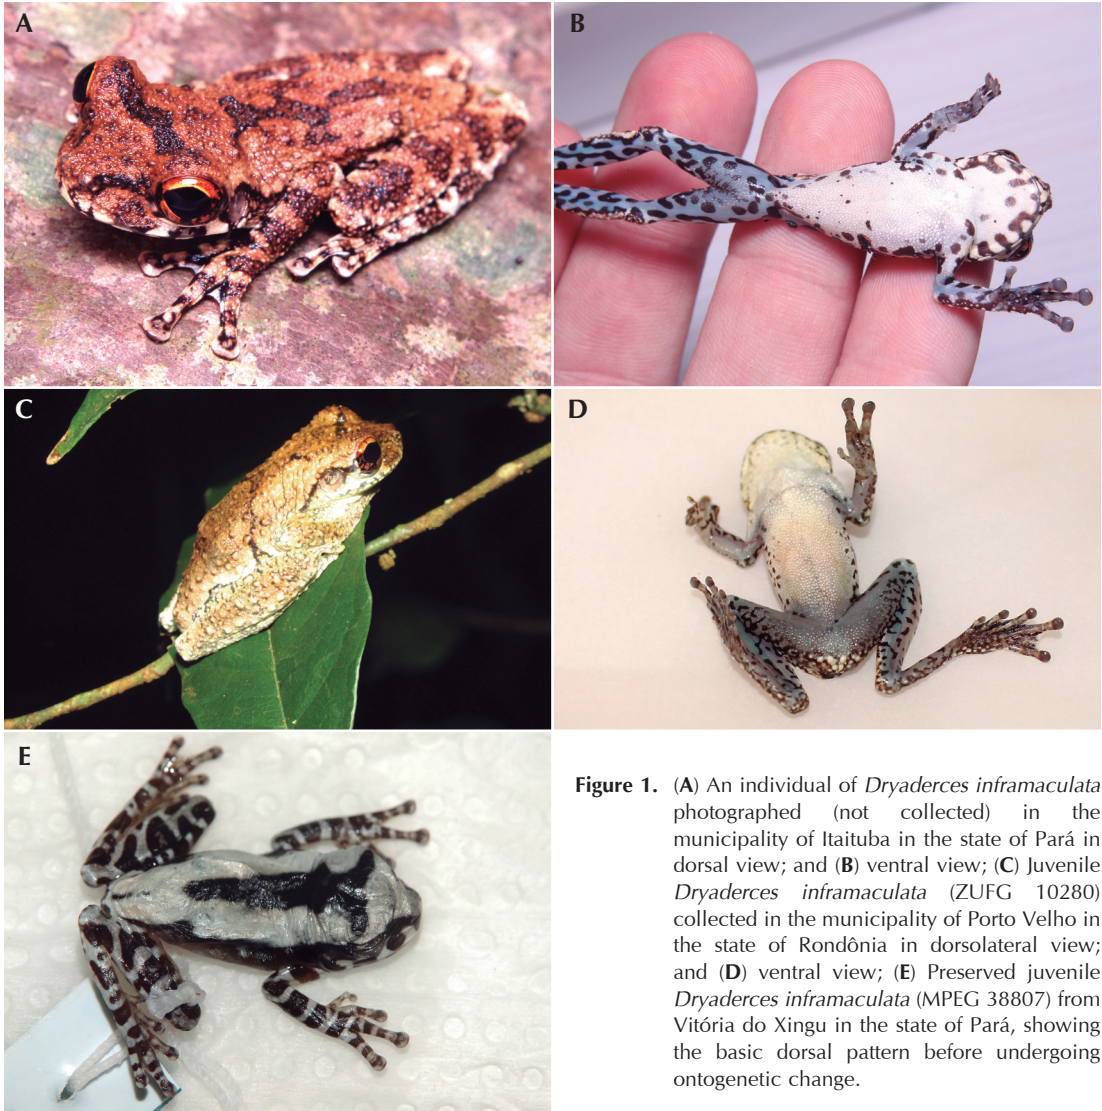 A
B
C
D
E
Figure 1. (A) An individual of Dryaderces inframaculata
photographed (not collected) in the
municipality of Itaituba in the state of Pará in
dorsal view; and (B) ventral view; (C) Juvenile
Dryaderces inframaculata (ZUFG 10280)
collected in the municipality of Porto Velho in
the state of Rondônia in dorsolateral view;
and (D) ventral view; (E) Preserved juvenile
Dryaderces inframaculata (MPEG 38807) from
Vitória do Xingu in the state of Pará, showing
the basic dorsal pattern before undergoing
ontogenetic change.